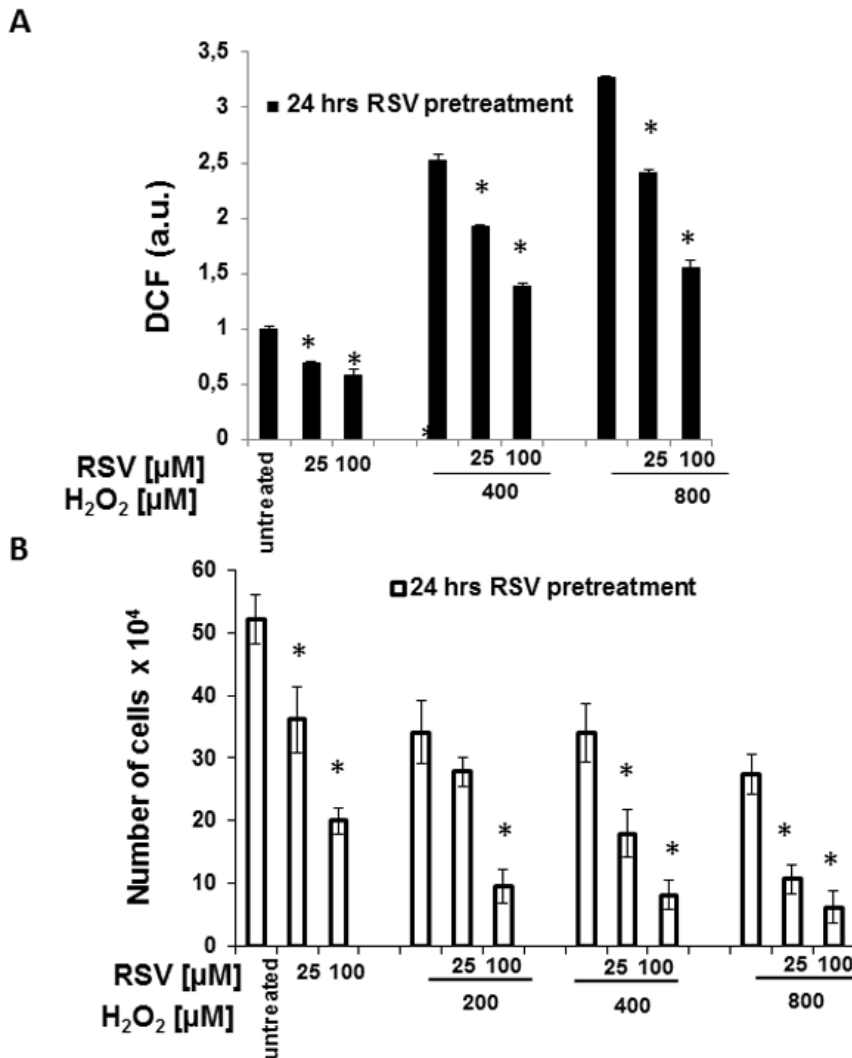 A
3,5
3
2,5
2
1,5
1
0,5
0
DCF (a.u.)
■ 24 hrs RSV pretreatment
* * * * * *
*
RSV [µM] 25 100 25 100 25 100
H₂O₂ [µM] untreated 400 800
B
60
50
40
30
20
10
0
Number of cells x 10⁴
24 hrs RSV pretreatment
* * * * * * *
RSV [µM] 25 100 25 100 25 100 25 100
H₂O₂ [µM] untreated 200 400 800